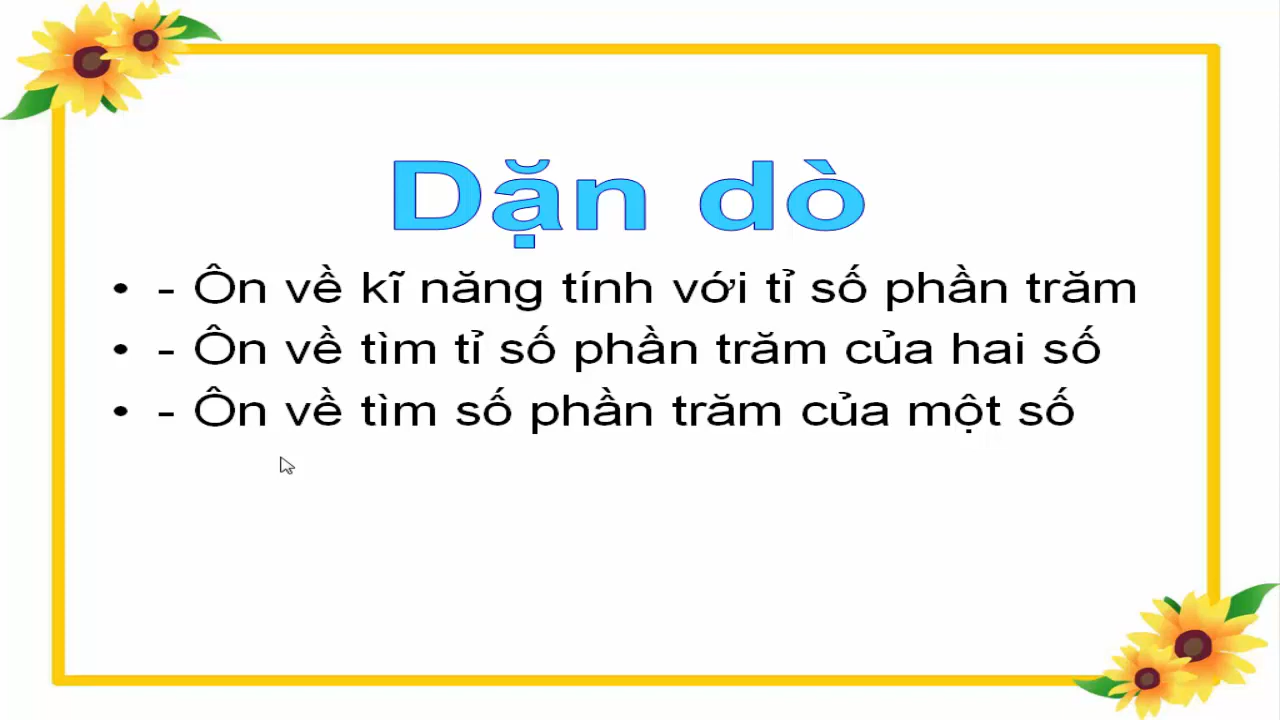 Dặn dò
• - Ôn về kĩ năng tính với tỉ số phần trăm
• - Ôn về tìm tỉ số phần trăm của hai số
• - Ôn về tìm số phần trăm của một số